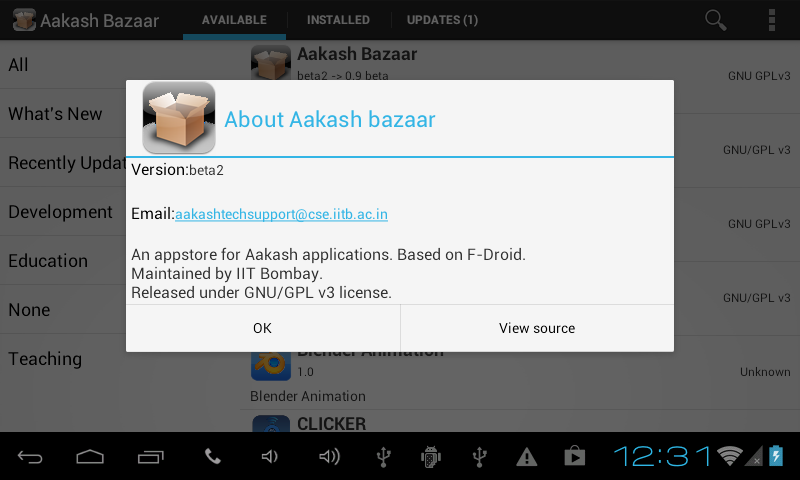 Aakash Bazaar
AVAILABLE
INSTALLED
UPDATES (1)
All
What's New
Recently Updat
Development
Education
None
Teaching
Aakash Bazaar
beta2 -> 0.9 beta
GNU GPLv3
GNU/GPL v3
GNU GPLv3
GNU/GPL v3
About Aakash bazaar
Version:beta2
Email:aakashtechsupport@cse.iitb.ac.in
An appstore for Aakash applications. Based on F-Droid.
Maintained by IIT Bombay.
Released under GNU/GPL v3 license.
OK
View source
Blender Animation
1.0
Unknown
Blender Animation
CLICKER
12:31